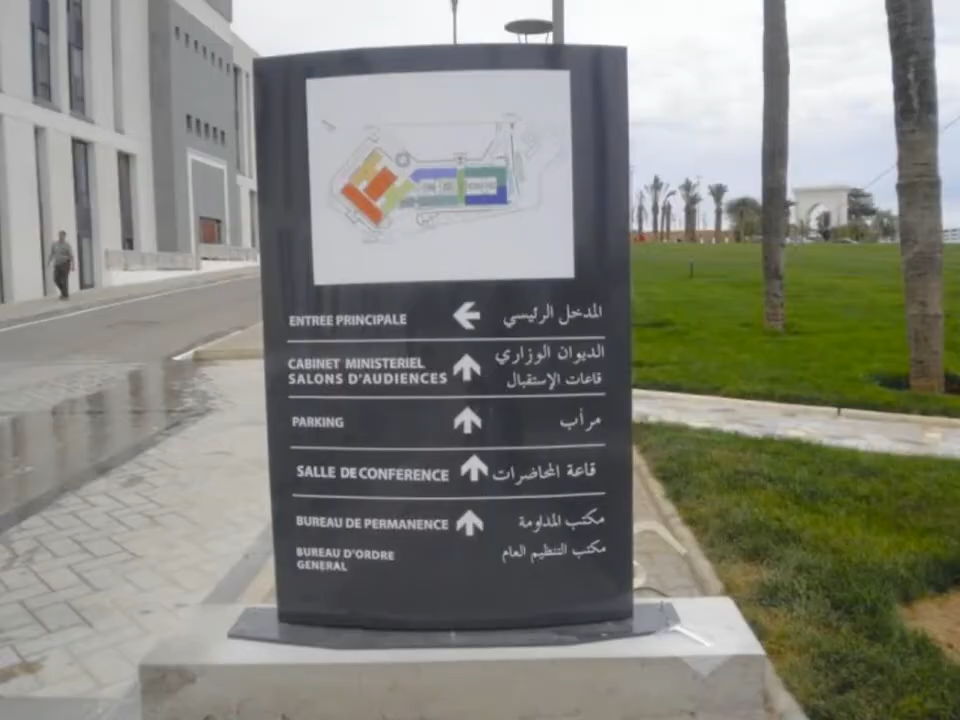 ENTREE PRINCIPALE المدخل الرئيسي
CABINET MINISTERIEL الديوان الوزاري
SALONS D'AUDIENCES قاعات الإستقبال
PARKING مرأب
SALLE DE CONFERENCE قاعة المحاضرات
BUREAU DE PERMANENCE مكتب المداومة
BUREAU D'ORDRE مكتب التنظيم العام
GENERAL